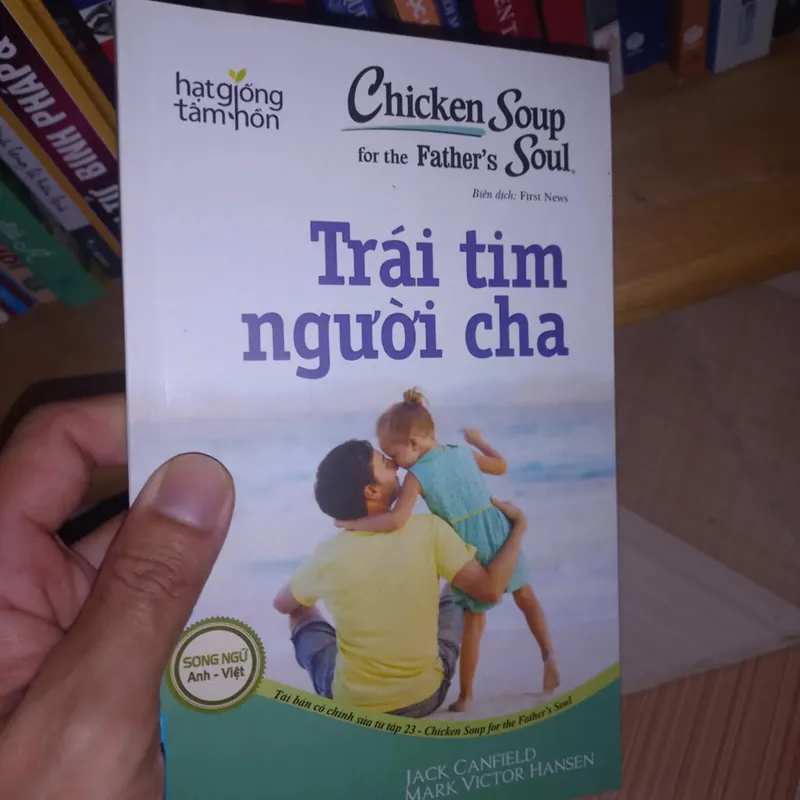 hạt giống
tâm hồn
Chicken Soup
for the Father's Soul
Biên dịch: First News
Trái tim
người cha
SONG NGỮ
Anh - Việt
Tái bản có chỉnh sửa từ tập 23 - Chicken Soup for the Father's Soul
JACK CANFIELD
MARK VICTOR HANSEN
BINH PHÁP